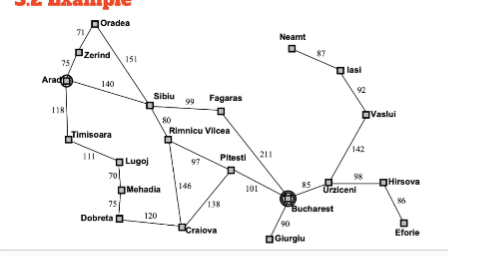 3.2 Example
Oradea
71
Neamt
Zerind
87
75
151
Iasi
Arad
140
92
Sibiu
Fagaras
99
118
80
Vaslui
Rimnicu Vilcea
Timisoara
142
111
Pitesti
211
Lugoj
97
70
85
98
Hirsova
146
101
Urziceni
Mehadia
138
86
75
Bucharest
120
Dobreta
90
Craiova
Eforie
Giurgiu